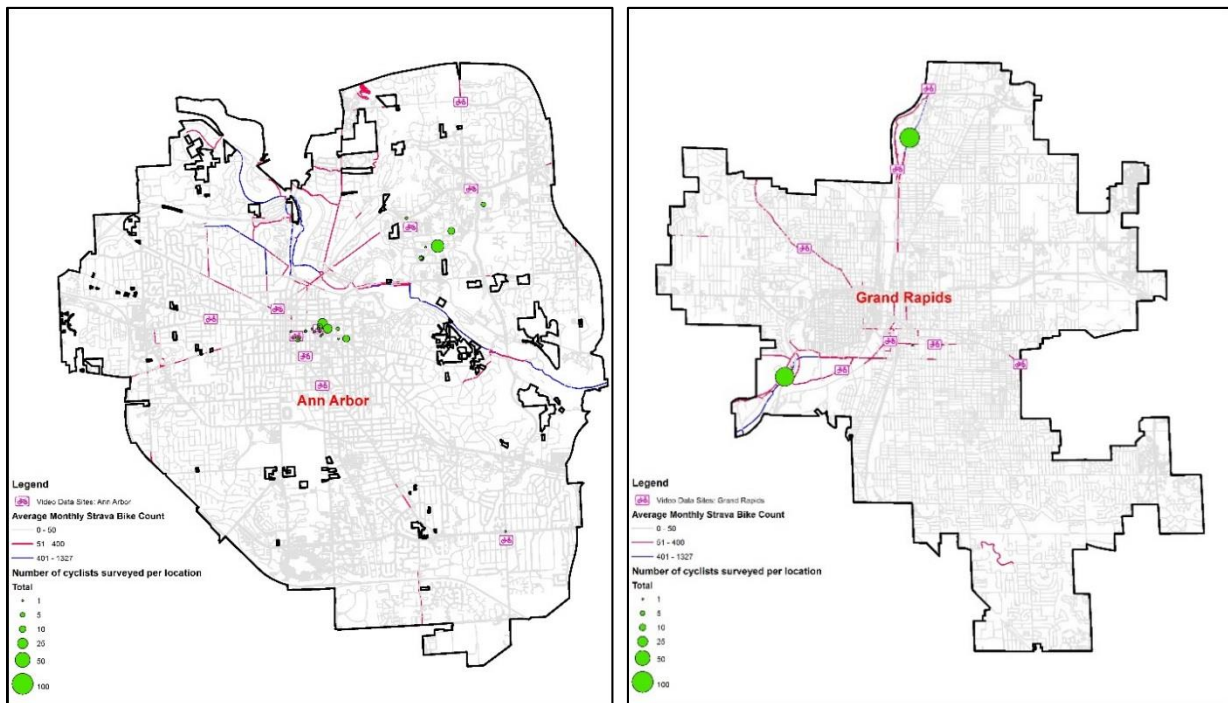 Ann Arbor
Legend
Video Data Sites: Ann Arbor
Average Monthly Strava Bike Count
0 - 50
51 - 400
401 - 1327
Number of cyclists surveyed per location
Total
1
5
10
25
50
100
Grand Rapids
Legend
Video Data Sites: Grand Rapids
Average Monthly Strava Bike Count
0 - 50
51 - 400
401 - 1327
Number of cyclists surveyed per location
Total
1
5
10
25
50
100